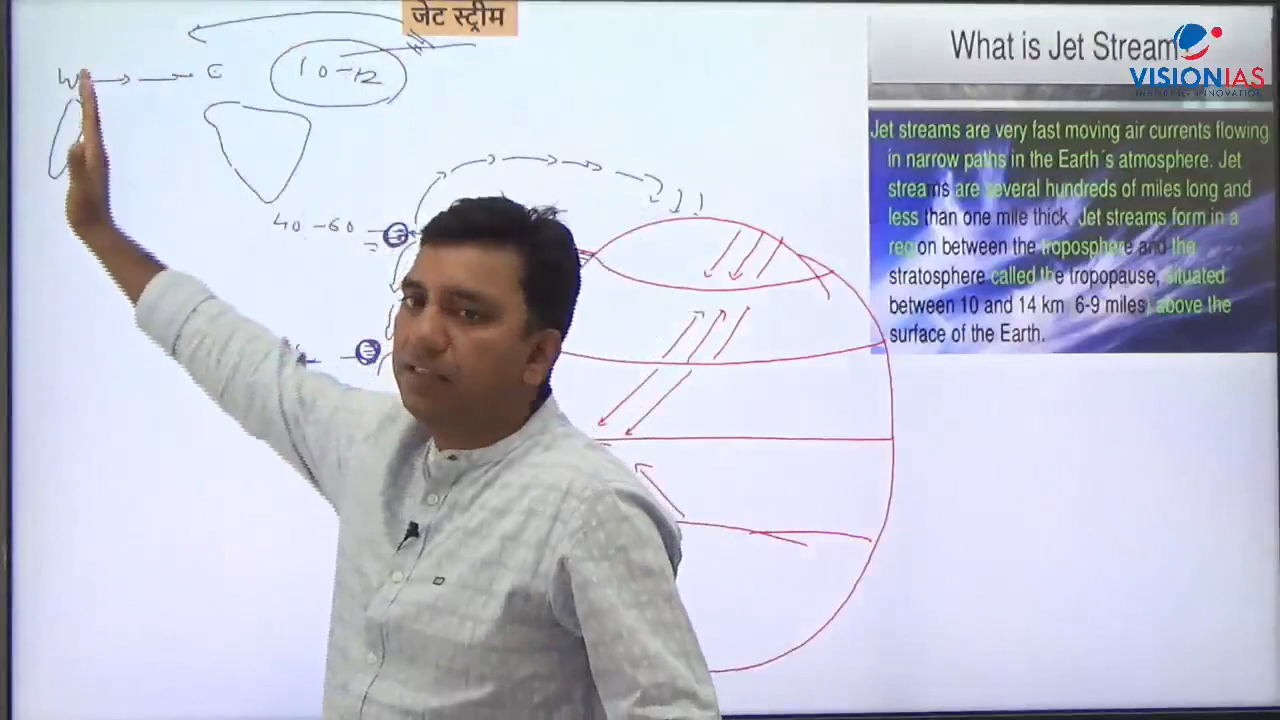 जेट स्ट्रीम
What is Jet Stream
VISIONIAS
INSPIRING INNOVATION
W E
10-12
40-60
Jet streams are very fast moving air currents flowing
in narrow paths in the Earth´s atmosphere. Jet
streams are several hundreds of miles long and
less than one mile thick. Jet streams form in a
region between the troposphere and the
stratosphere called the tropopause, situated
between 10 and 14 km 6-9 miles) above the
surface of the Earth.